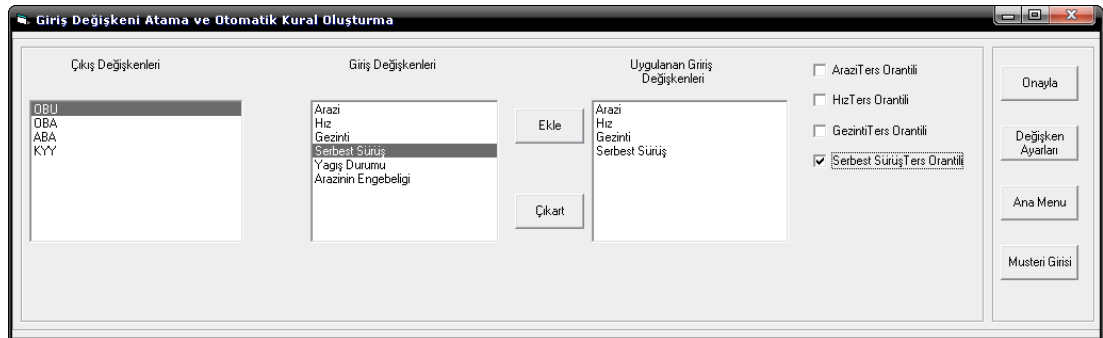 Giriş Değişkeni Atama ve Otomatik Kural Oluşturma
Çıkış Değişkenleri
OBU
OBA
ABA
KYY
Giriş Değişkenleri
Arazi
Hız
Gezinti
Serbest Sürüş
Yagış Durumu
Arazinin Engebeligi
Ekle
Çıkart
Uygulanan Gririş
Değişkenleri
Arazi
Hız
Gezinti
Serbest Sürüş
AraziTers Orantili
HızTers Orantili
GezintiTers Orantili
Serbest SürüşTers Orantili
Onayla
Değişken
Ayarları
Ana Menu
Musteri Girisi